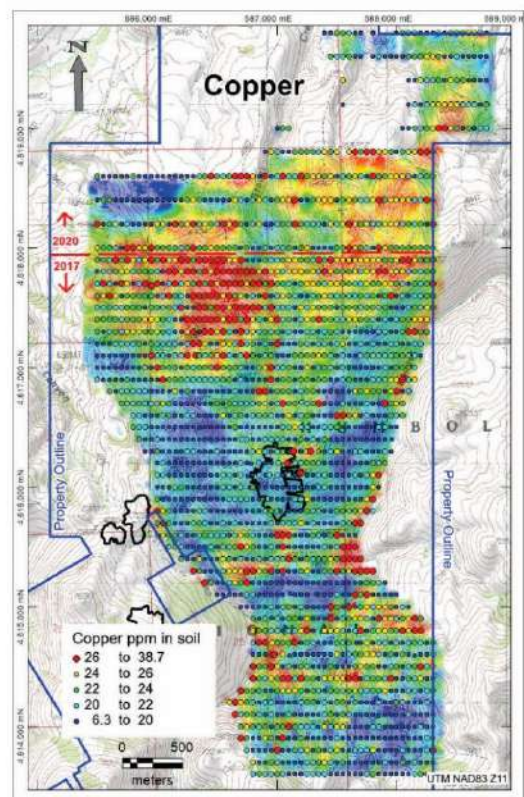 586,000 mE 587,000 mE 588,000 mE 589,000
N
Copper
4,819,000 mN
2020
4,818,000 mN
2017
4,817,000 mN
B O L
Property Outline
Property Outline
4,616,000 mN
4,615,000 mN
Copper ppm in soil
26 to 38.7
24 to 26
22 to 24
20 to 22
6.3 to 20
4,614,000 mN
0 500
meters
UTM NAD83 Z11